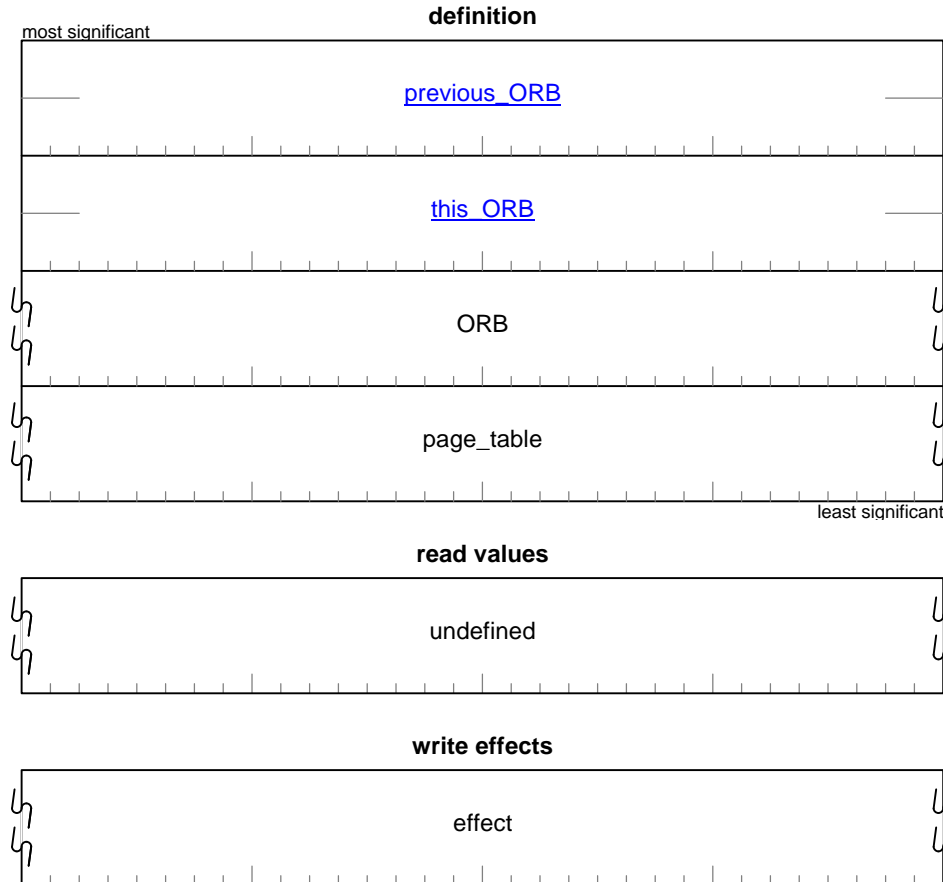 definition
most significant
previous_ORB
this_ORB
ORB
page_table
least significant
read values
undefined
write effects
effect